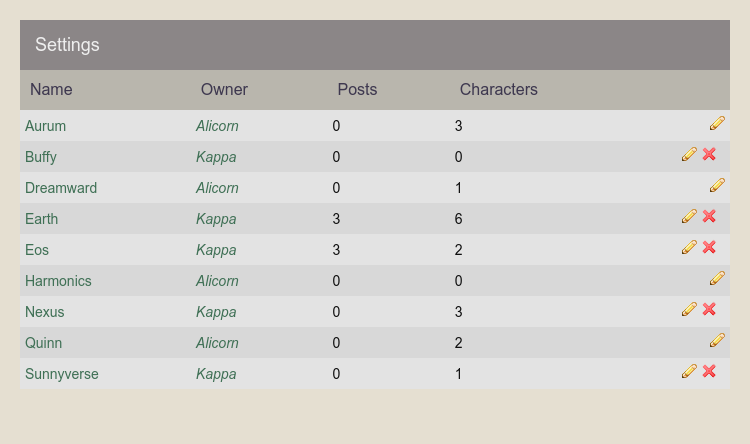 Settings
Name Owner Posts Characters
Aurum Alicorn 0 3
Buffy Kappa 0 0
Dreamward Alicorn 0 1
Earth Kappa 3 6
Eos Kappa 3 2
Harmonics Alicorn 0 0
Nexus Kappa 0 3
Quinn Alicorn 0 2
Sunnyverse Kappa 0 1